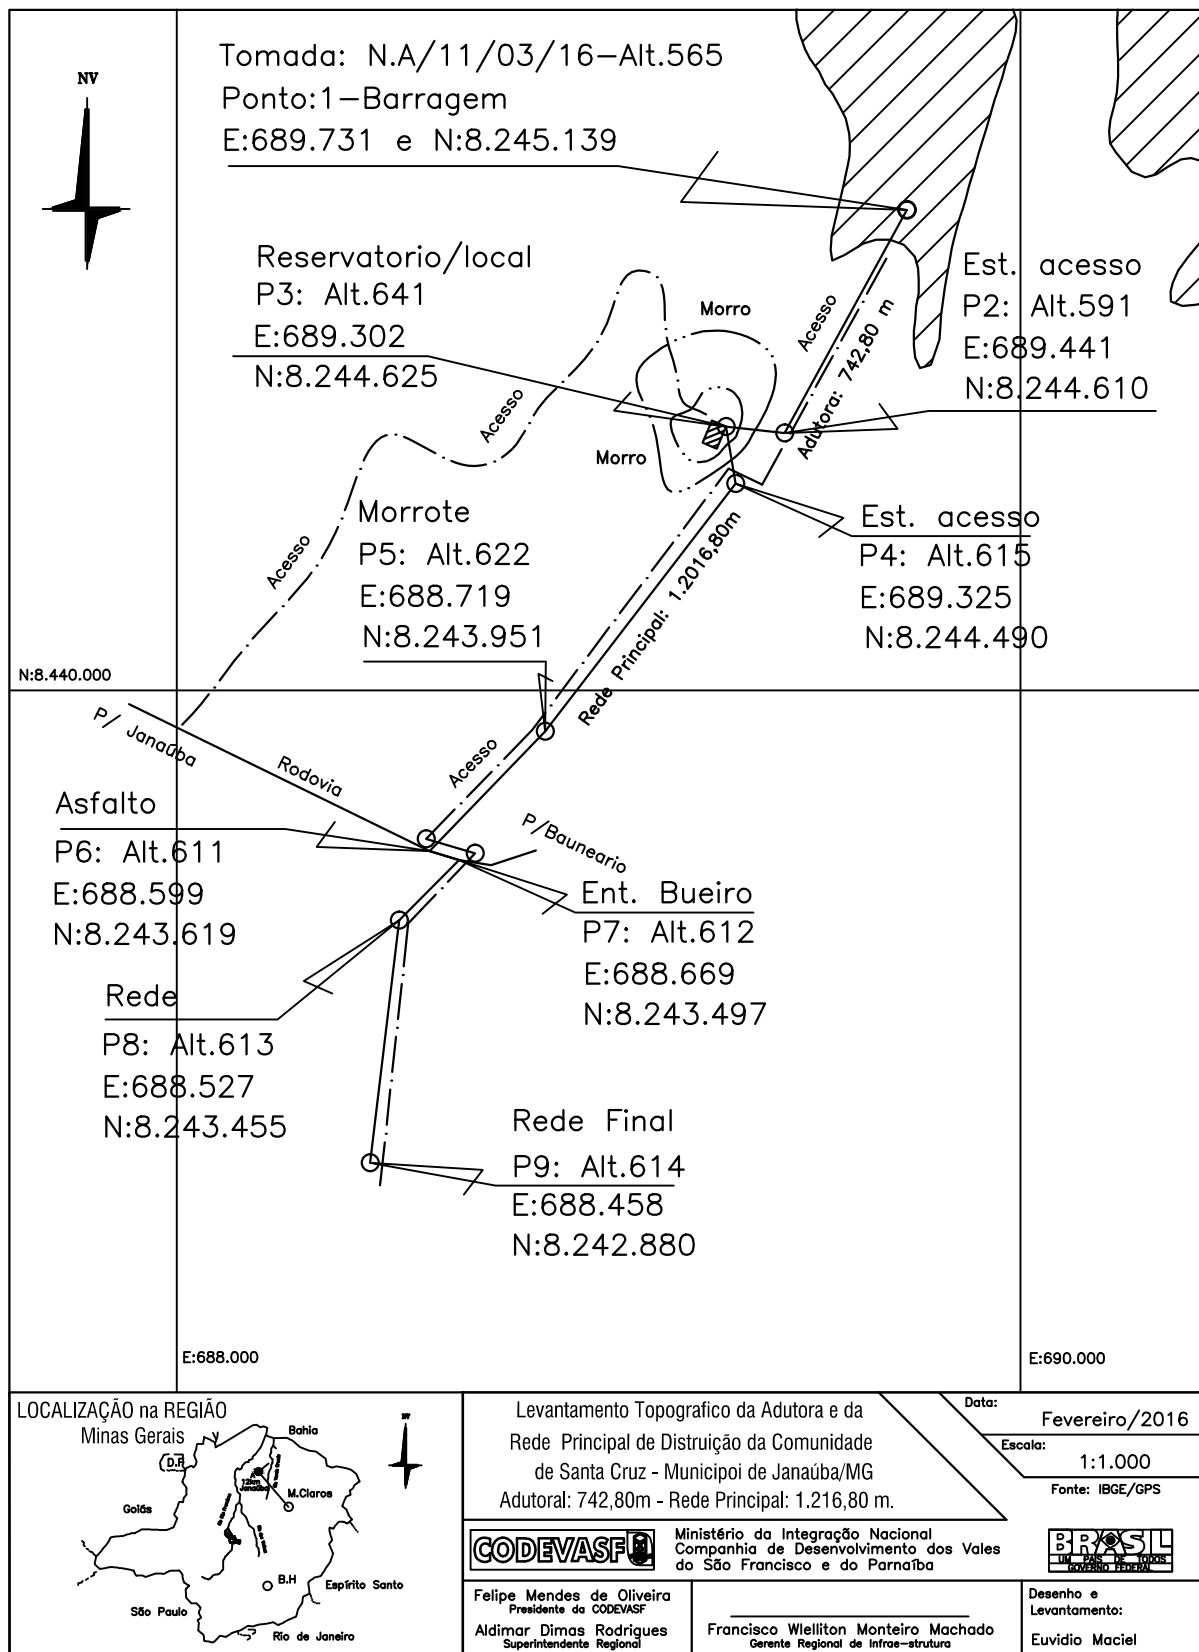 NV
Tomada: N.A/11/03/16-Alt.565
Ponto:1-Barragem
E:689.731 e N:8.245.139
Reservatorio/local
P3: Alt.641
E:689.302
N:8.244.625
Morro
Acesso
Adutora: 742,80 m
Est. acesso
P2: Alt.591
E:689.441
N:8.244.610
Acesso
Morro
Acesso
Morrote
P5: Alt.622
E:688.719
N:8.243.951
Rede Principal: 1.2016,80m
Est. acesso
P4: Alt.615
E:689.325
N:8.244.490
N:8.440.000
P/ Janaúba
Rodovia
Acesso
P/Bauneario
Asfalto
P6: Alt.611
E:688.599
N:8.243.619
Ent. Bueiro
P7: Alt.612
E:688.669
N:8.243.497
Rede
P8: Alt.613
E:688.527
N:8.243.455
Rede Final
P9: Alt.614
E:688.458
N:8.242.880
E:688.000
E:690.000
LOCALIZAÇÃO na REGIÃO
Minas Gerais
Bahia
D.F
12km
Janaúba
M.Claros
Goiás
B.H
Espírito Santo
São Paulo
Rio de Janeiro
Levantamento Topografico da Adutora e da
Rede Principal de Distruição da Comunidade
de Santa Cruz - Municipoi de Janaúba/MG
Adutoral: 742,80m - Rede Principal: 1.216,80 m.
Data:
Fevereiro/2016
Escala:
1:1.000
Fonte: IBGE/GPS
CODEVASF
Ministério da Integração Nacional
Companhia de Desenvolvimento dos Vales
do São Francisco e do Parnaíba
BRASIL
UM PAÍS DE TODOS
GOVERNO FEDERAL
Felipe Mendes de Oliveira
Presidente da CODEVASF
Aldimar Dimas Rodrigues
Superintendente Regional
Francisco Wlelliton Monteiro Machado
Gerente Regional de Infrae-strutura
Desenho e
Levantamento:
Euvidio Maciel